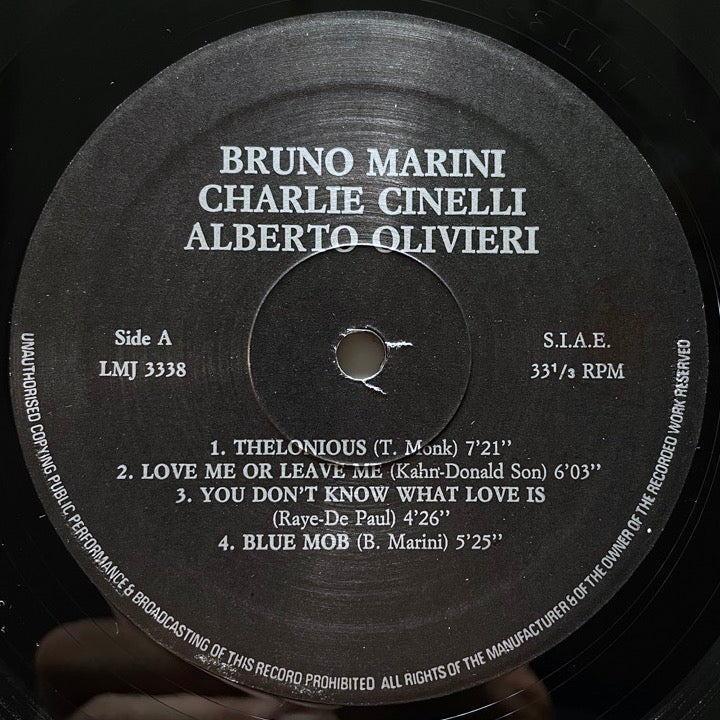 BRUNO MARINI
CHARLIE CINELLI
ALBERTO OLIVIERI
Side A
LMJ 3338
S.I.A.E.
33¹/₃ RPM
1. THELONIOUS (T. Monk) 7'21''
2. LOVE ME OR LEAVE ME (Kahn-Donald Son) 6'03''
3. YOU DON'T KNOW WHAT LOVE IS
(Raye-De Paul) 4'26''
4. BLUE MOB (B. Marini) 5'25''
UNAUTHORISED COPYING PUBLIC PERFORMANCE & BROADCASTING OF THIS RECORD PROHIBITED ALL RIGHTS OF THE MANUFACTURER & OF THE OWNER OF THE RECORDED WORK RESERVED